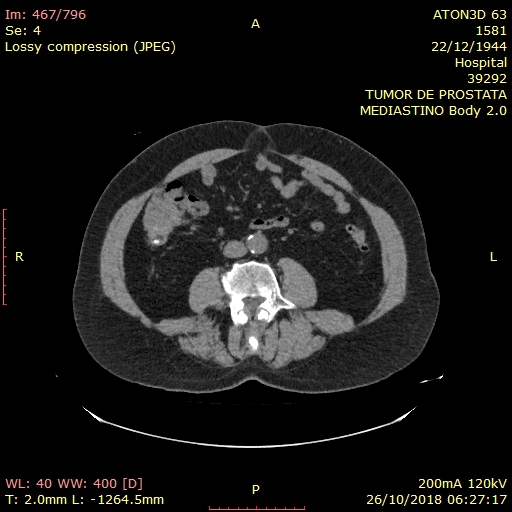 Im: 467/796
Se: 4
Lossy compression (JPEG)
A
ATON3D 63
1581
22/12/1944
Hospital
39292
TUMOR DE PROSTATA
MEDIASTINO Body 2.0
R
L
WL: 40 WW: 400 [D]
T: 2.0mm L: -1264.5mm
P
200mA 120kV
26/10/2018 06:27:17